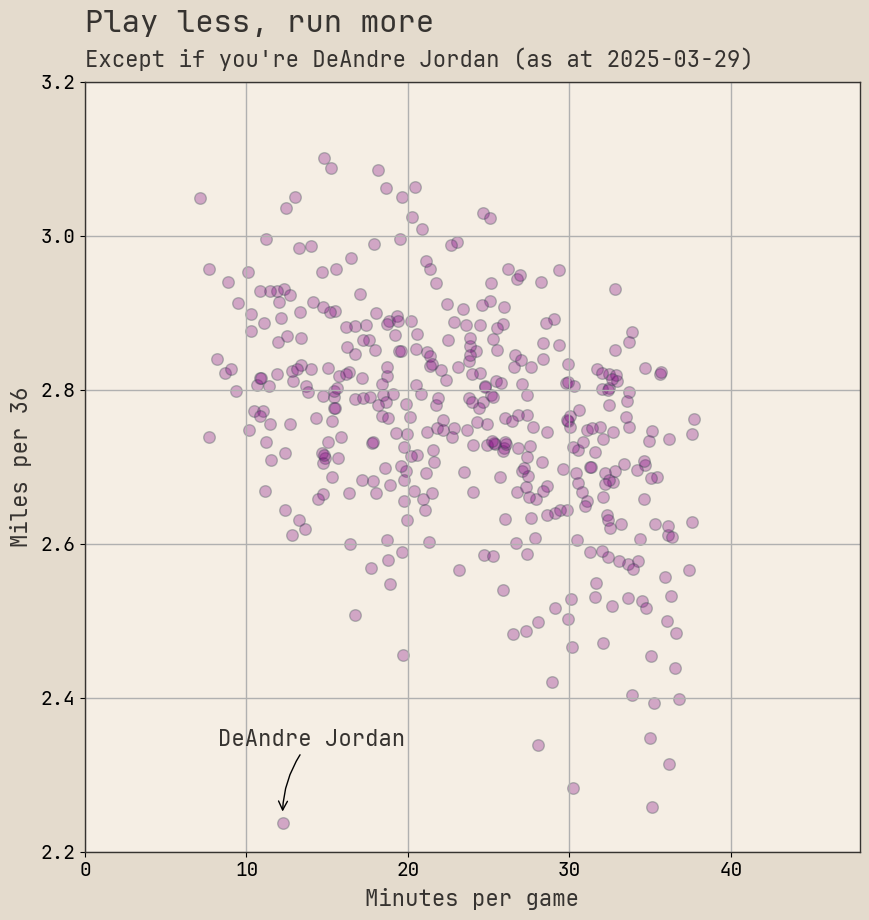 Play less, run more
Except if you're DeAndre Jordan (as at 2025-03-29)
3.2
3.0
2.8
2.6
2.4
2.2
Miles per 36
DeAndre Jordan
0 10 20 30 40
Minutes per game